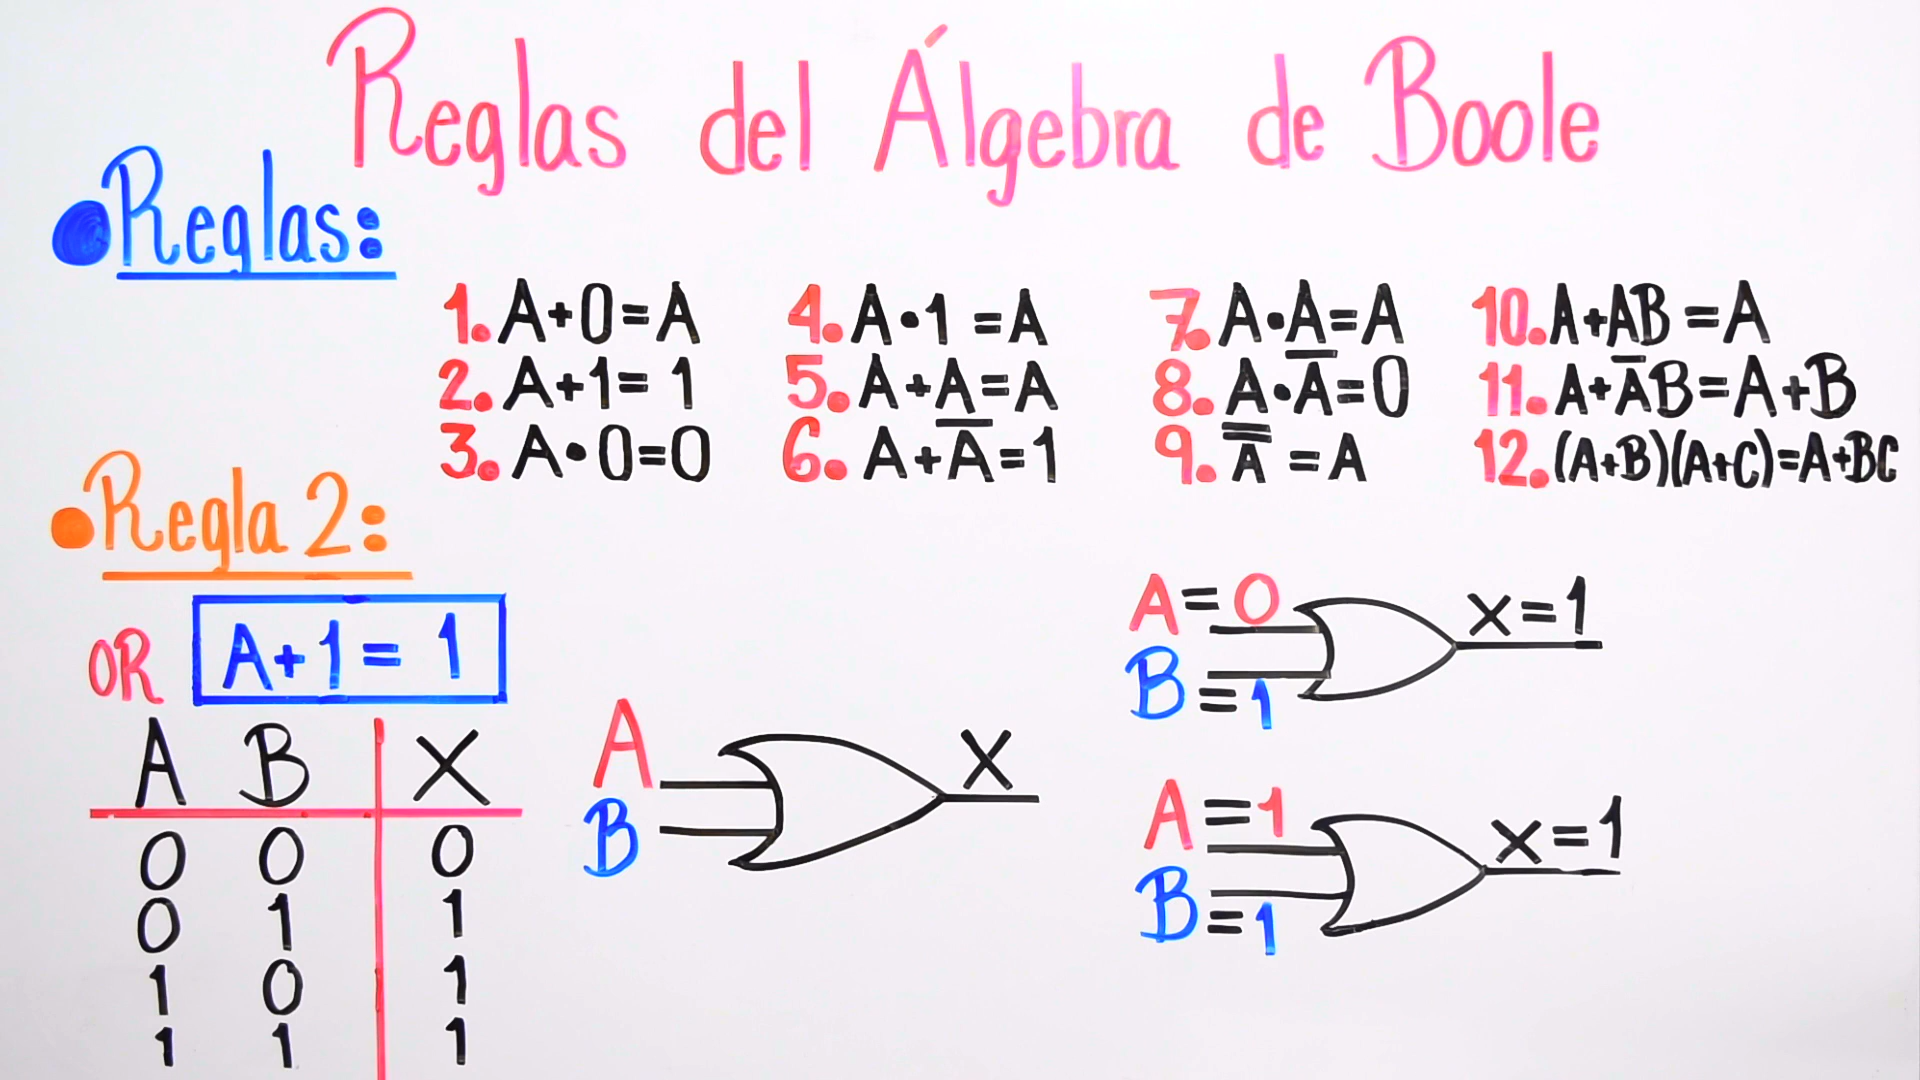 Reglas del Álgebra de Boole
Reglas:
1. A+0=A
2. A+1=1
3. A•0=0
4. A•1=A
5. A+A=A
6. A+A̅=1
7. A•A=A
8. A•A̅=0
9. A̿=A
10. A+AB=A
11. A+A̅B=A+B
12. (A+B)(A+C)=A+BC
Regla 2:
OR A+1=1
A B X
0 0 0
0 1 1
1 0 1
1 1 1
A
B
X
A=0
B=1
X=1
A=1
B=1
X=1